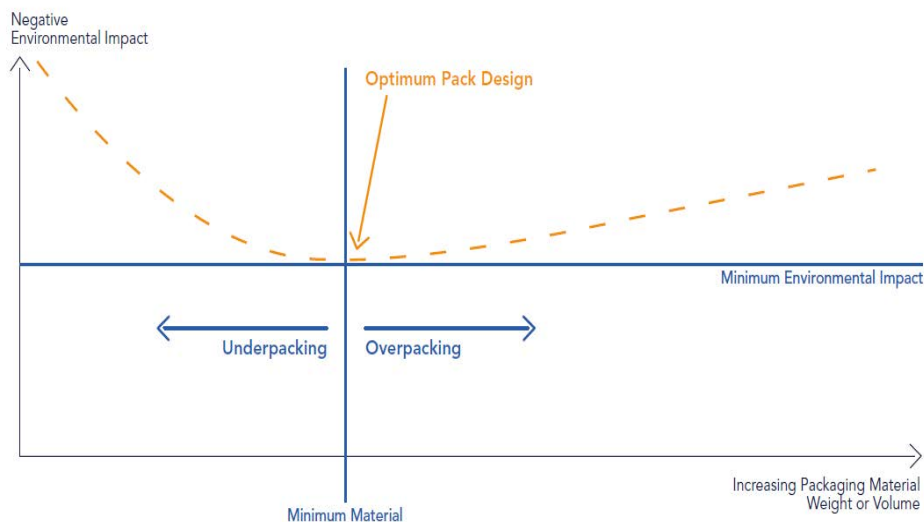 Negative
Environmental Impact
Optimum Pack Design
Minimum Environmental Impact
Underpacking
Overpacking
Increasing Packaging Material
Weight or Volume
Minimum Material